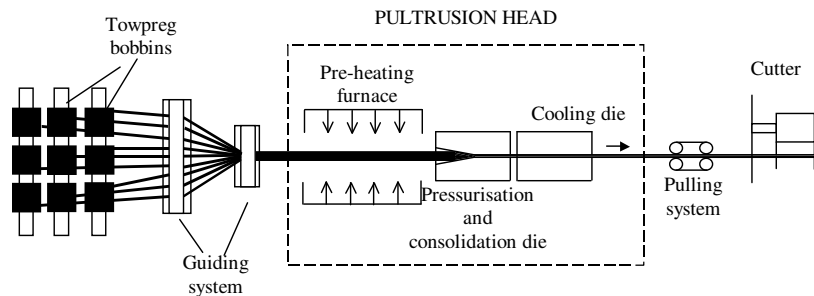 PULTRUSION HEAD
Towpreg
bobbins
Pre-heating
furnace
Cooling die
Cutter
Pressurisation
and
consolidation die
Pulling
system
Guiding
system